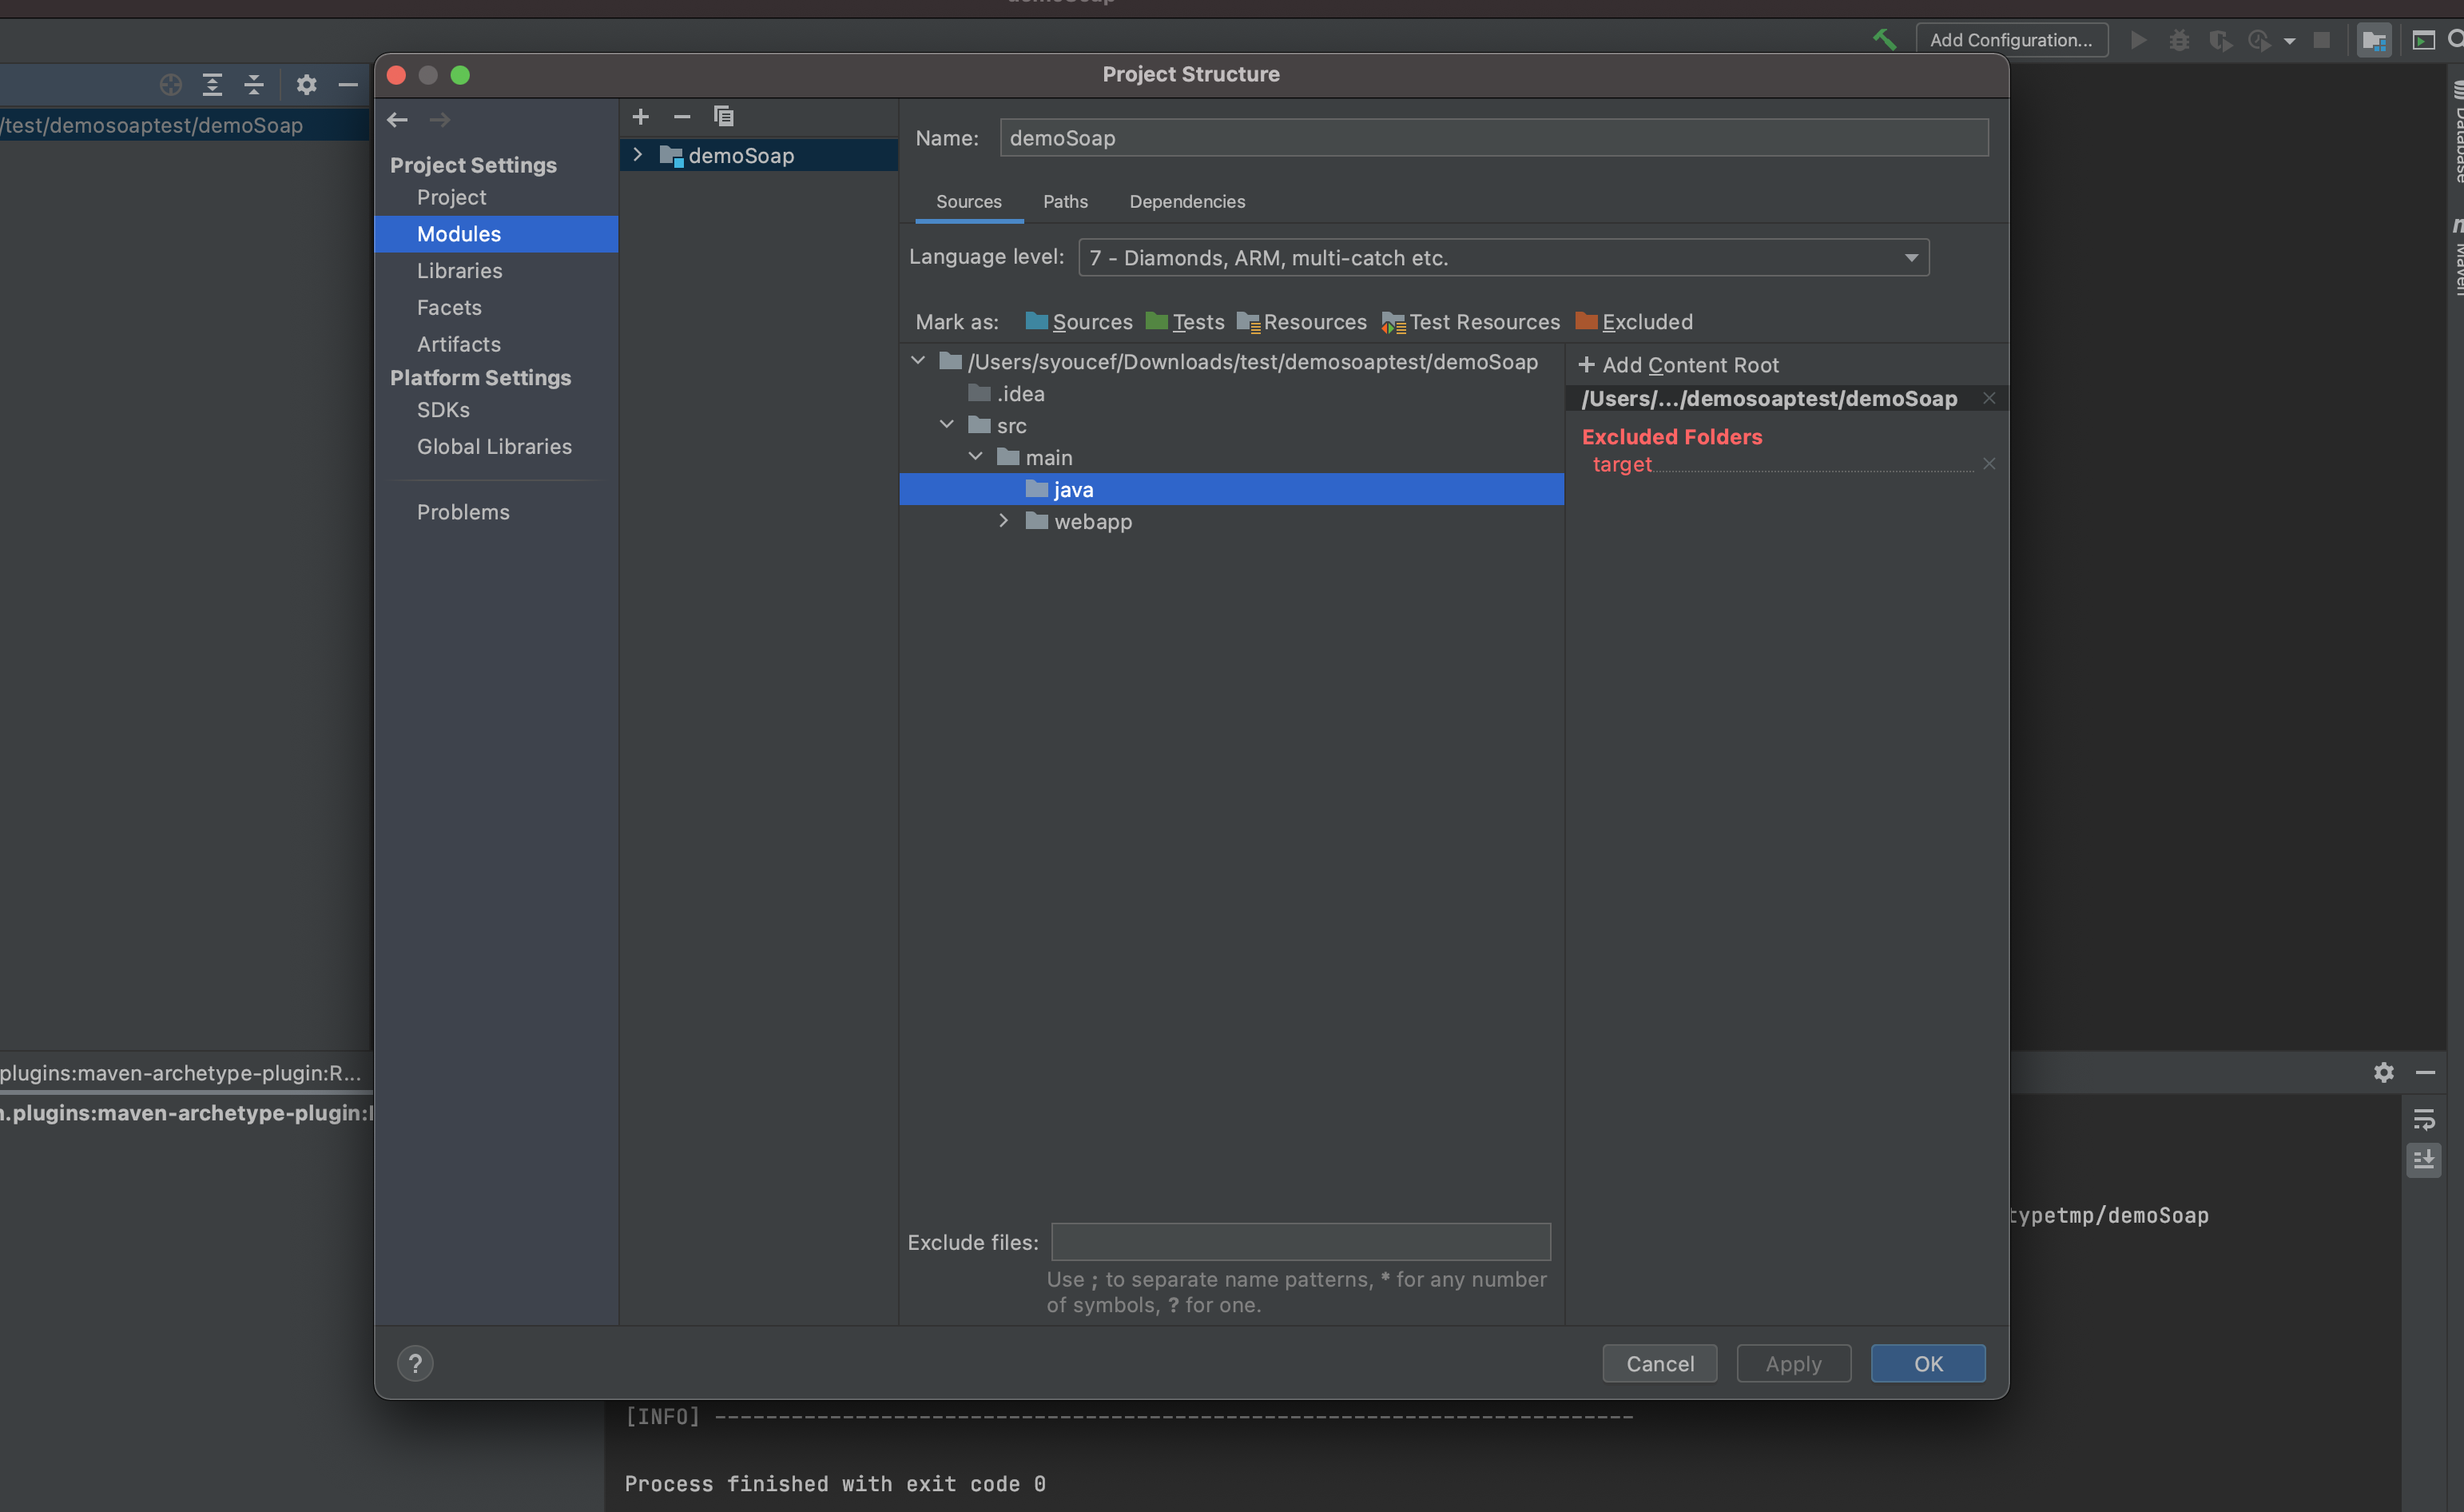 Add Configuration...
Project Structure
/test/demosoaptest/demoSoap
Database
Maven
Project Settings
Project
Modules
Libraries
Facets
Artifacts
Platform Settings
SDKs
Global Libraries
Problems
demoSoap
Name: demoSoap
Sources Paths Dependencies
Language level: 7 - Diamonds, ARM, multi-catch etc.
Mark as: Sources Tests Resources Test Resources Excluded
/Users/syoucef/Downloads/test/demosoaptest/demoSoap
.idea
src
main
java
webapp
Add Content Root
/Users/.../demosoaptest/demoSoap
Excluded Folders
target
Exclude files:
Use ; to separate name patterns, * for any number
of symbols, ? for one.
? Cancel Apply OK
plugins:maven-archetype-plugin:R...
.plugins:maven-archetype-plugin:
typetmp/demoSoap
[INFO] ------------------------------------------------------------------------
Process finished with exit code 0